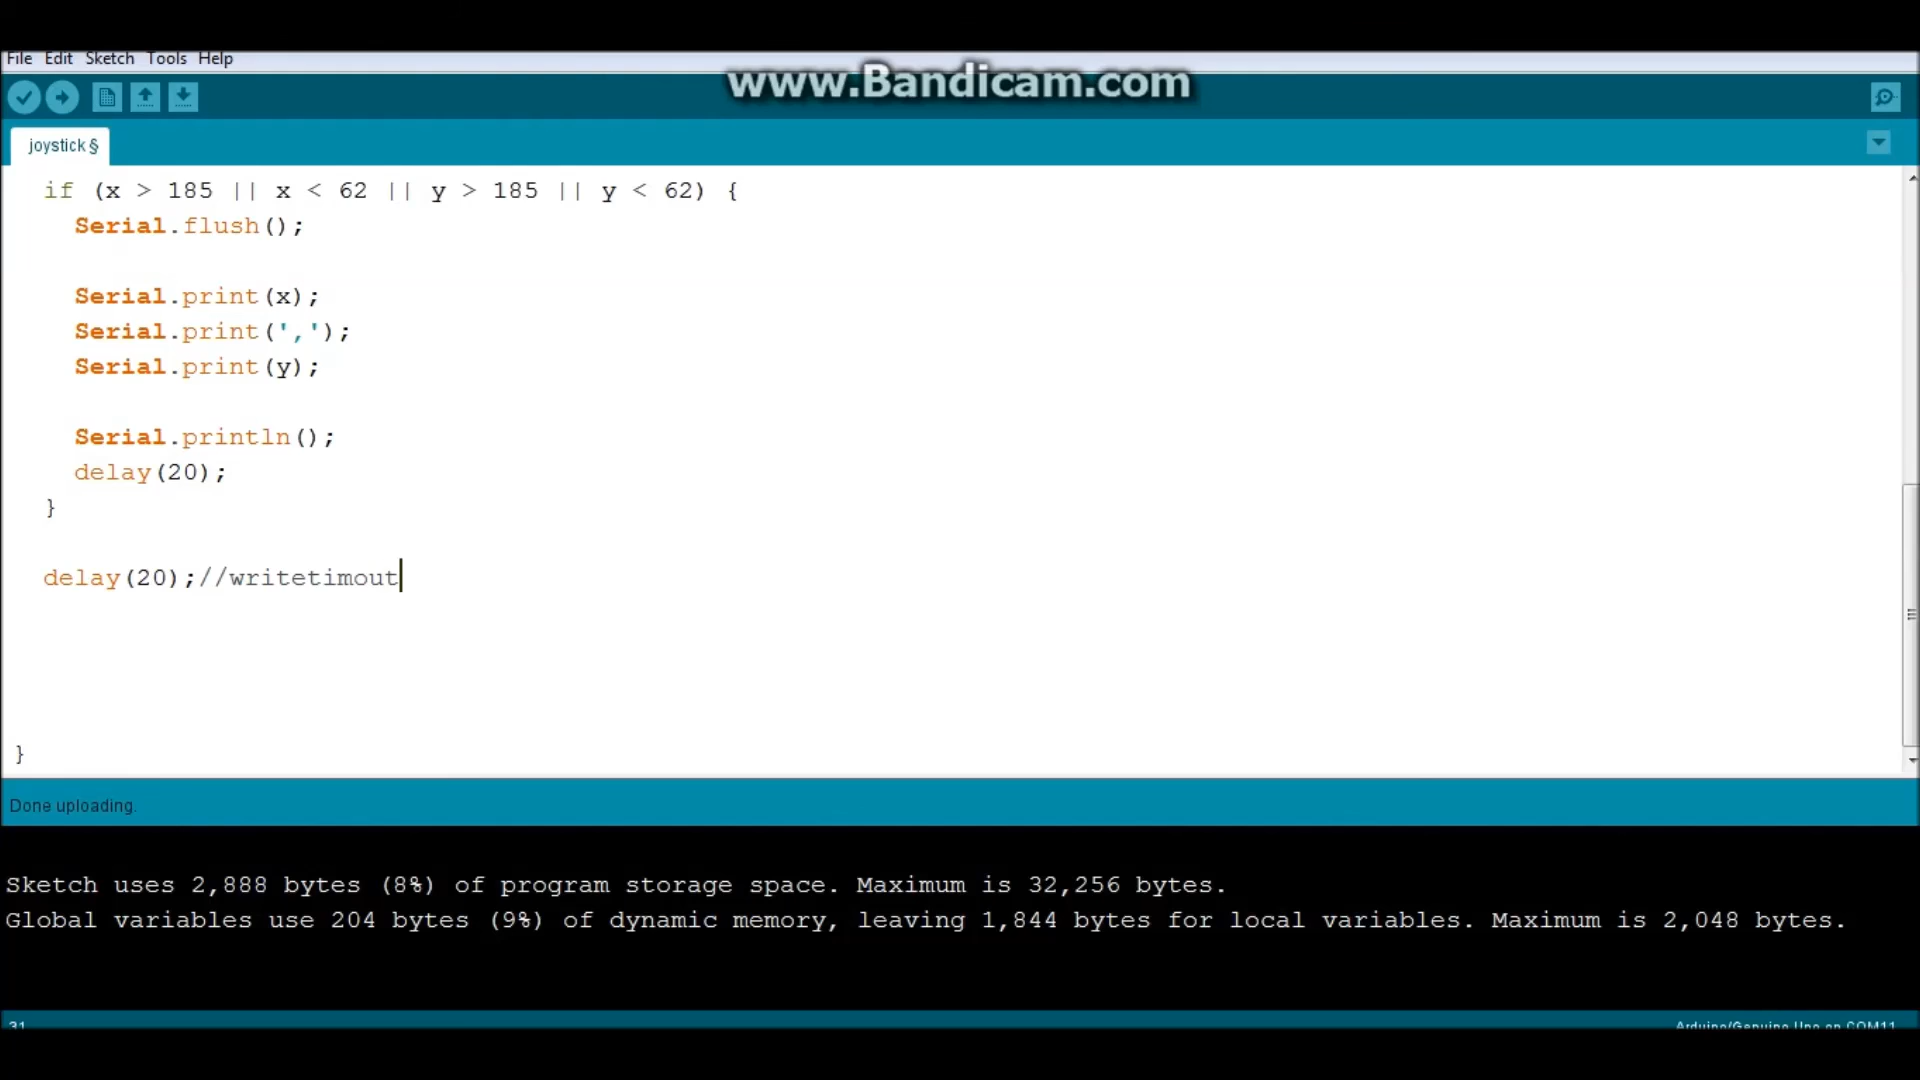 File Edit Sketch Tools Help
www.Bandicam.com
joystick §
if (x > 185 || x < 62 || y > 185 || y < 62) {
Serial.flush();
Serial.print(x);
Serial.print(',');
Serial.print(y);
Serial.println();
delay(20);
}
delay(20);//writetimout
}
Done uploading.
Sketch uses 2,888 bytes (8%) of program storage space. Maximum is 32,256 bytes.
Global variables use 204 bytes (9%) of dynamic memory, leaving 1,844 bytes for local variables. Maximum is 2,048 bytes.
31
Arduino/Genuino Uno on COM11